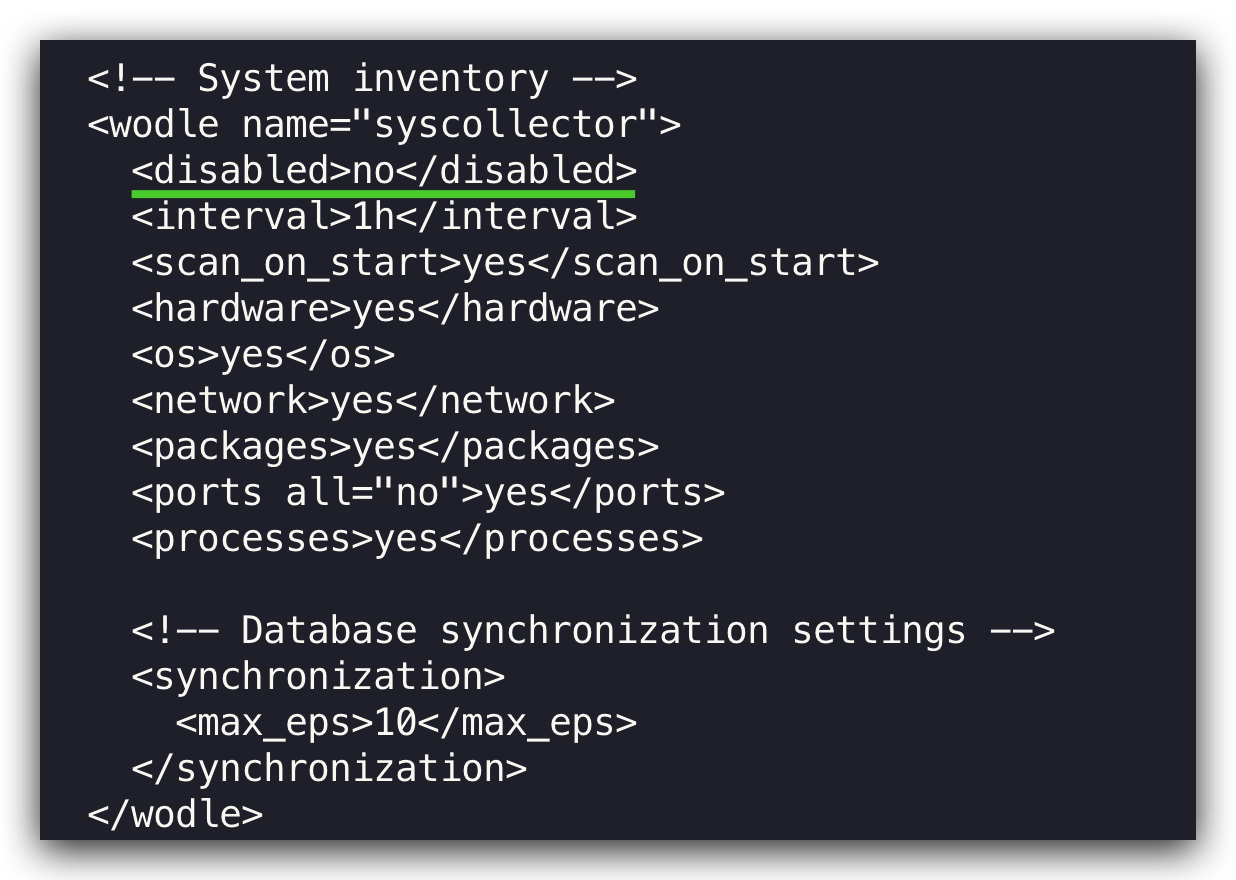 <!-- System inventory -->
<wodle name="syscollector">
  <disabled>no</disabled>
  <interval>1h</interval>
  <scan_on_start>yes</scan_on_start>
  <hardware>yes</hardware>
  <os>yes</os>
  <network>yes</network>
  <packages>yes</packages>
  <ports all="no">yes</ports>
  <processes>yes</processes>

  <!-- Database synchronization settings -->
  <synchronization>
    <max_eps>10</max_eps>
  </synchronization>
</wodle>